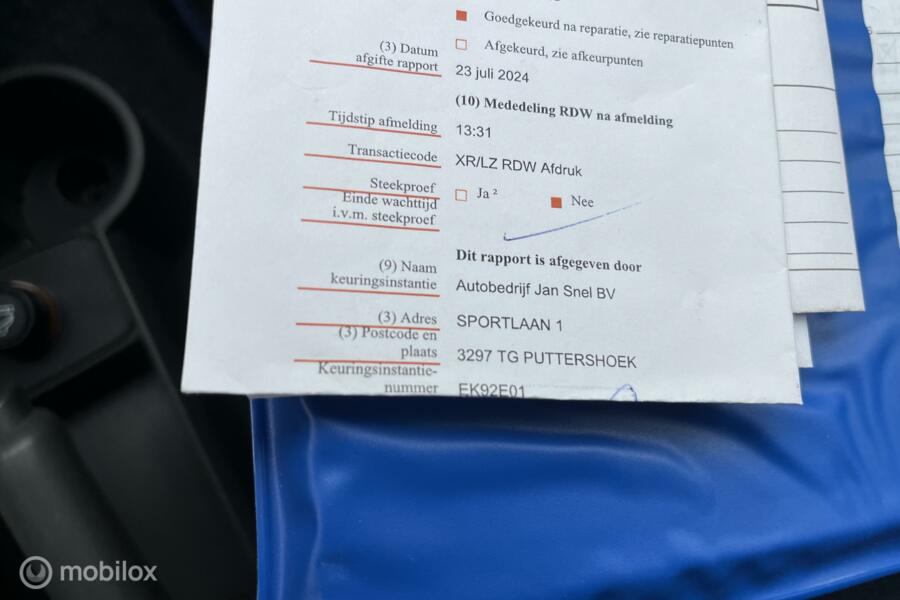 Goedgekeurd na reparatie, zie reparatiepunten
Afgekeurd, zie afkeurpunten
(3) Datum
afgifte rapport
23 juli 2024
(10) Mededeling RDW na afmelding
Tijdstip afmelding
13:31
Transactiecode
XR/LZ RDW Afdruk
Steekproef
Ja ²
Nee
Einde wachttijd
i.v.m. steekproef
Dit rapport is afgegeven door
(9) Naam
keuringsinstantie
Autobedrijf Jan Snel BV
(3) Adres
SPORTLAAN 1
(3) Postcode en
plaats
3297 TG PUTTERSHOEK
Keuringsinstantie-
nummer
EK92E01
mobilox